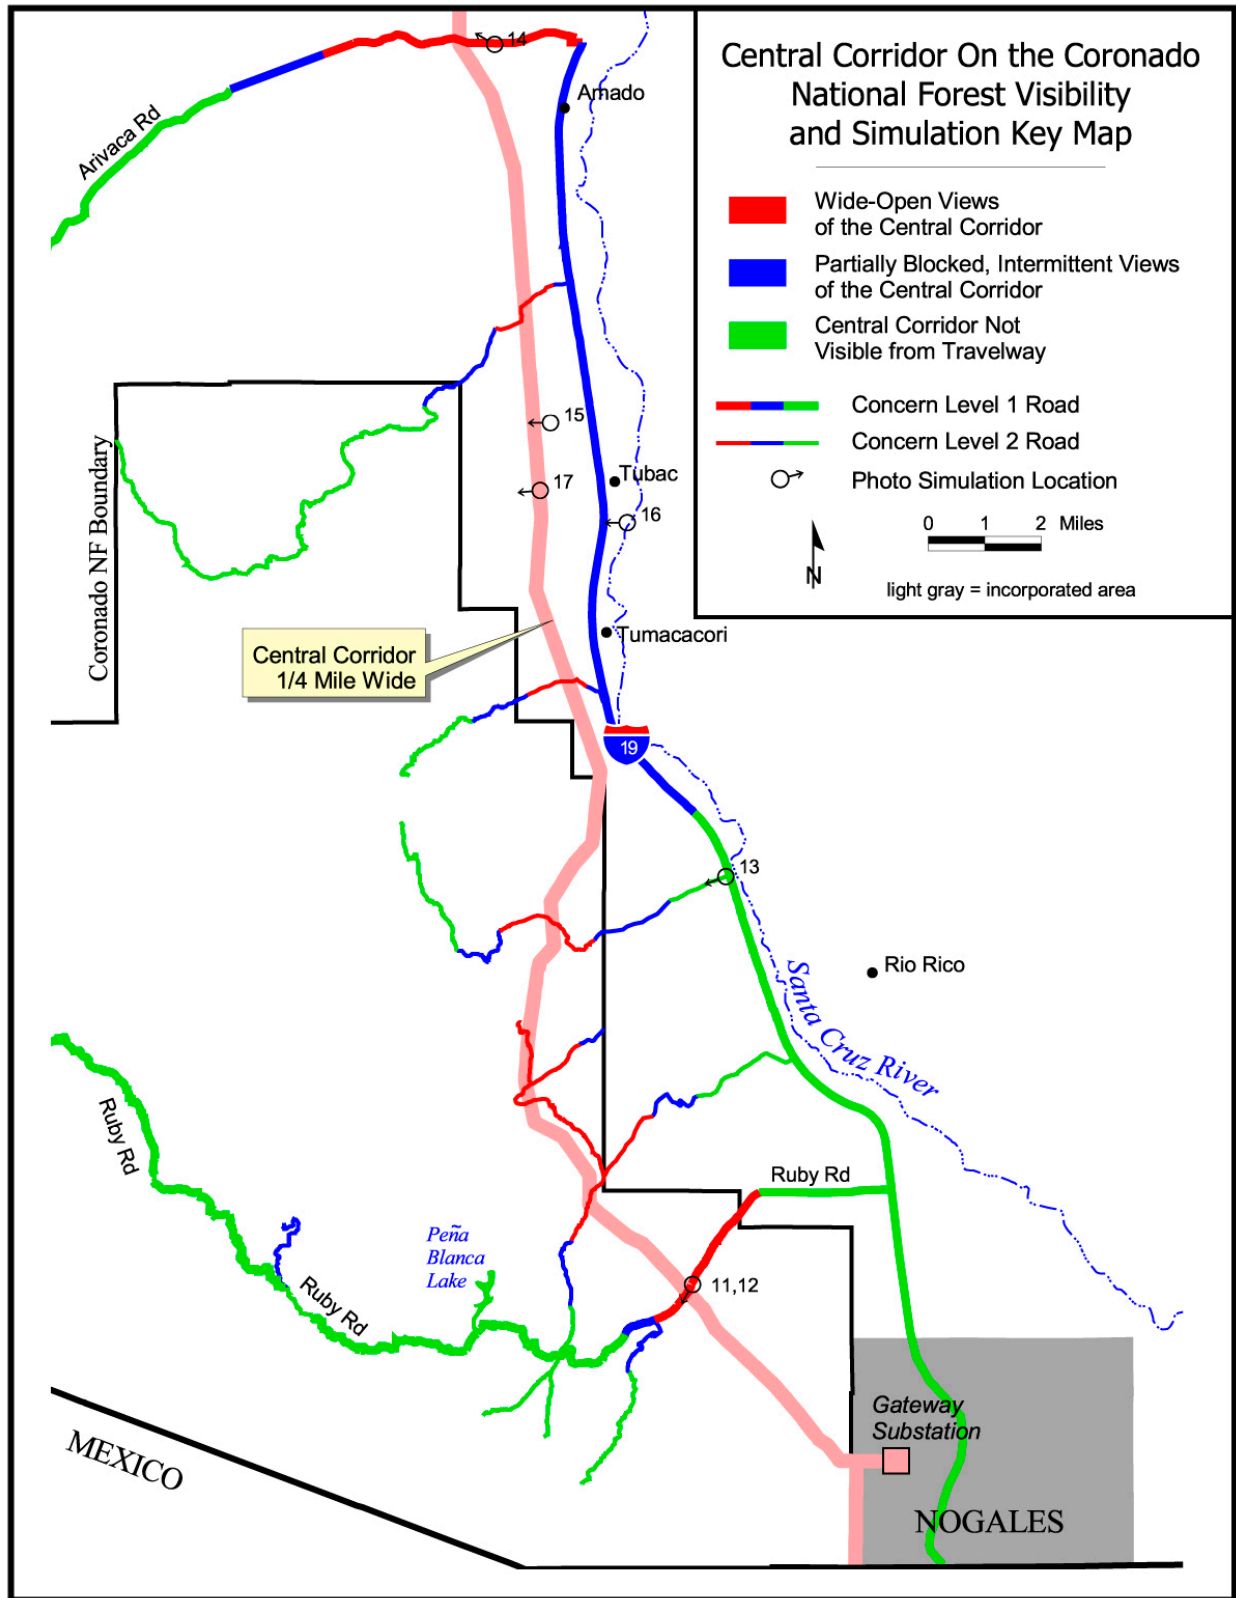 Central Corridor On the Coronado
National Forest Visibility
and Simulation Key Map
Wide-Open Views
of the Central Corridor
Partially Blocked, Intermittent Views
of the Central Corridor
Central Corridor Not
Visible from Travelway
Concern Level 1 Road
Concern Level 2 Road
Photo Simulation Location
0 1 2 Miles
N
light gray = incorporated area
14
Amado
Arivaca Rd
15
Tubac
17
16
Coronado NF Boundary
Tumacacori
Central Corridor
1/4 Mile Wide
19
13
Rio Rico
Santa Cruz River
Ruby Rd
Ruby Rd
Peña
Blanca
Lake
11,12
Ruby Rd
Gateway
Substation
MEXICO
NOGALES